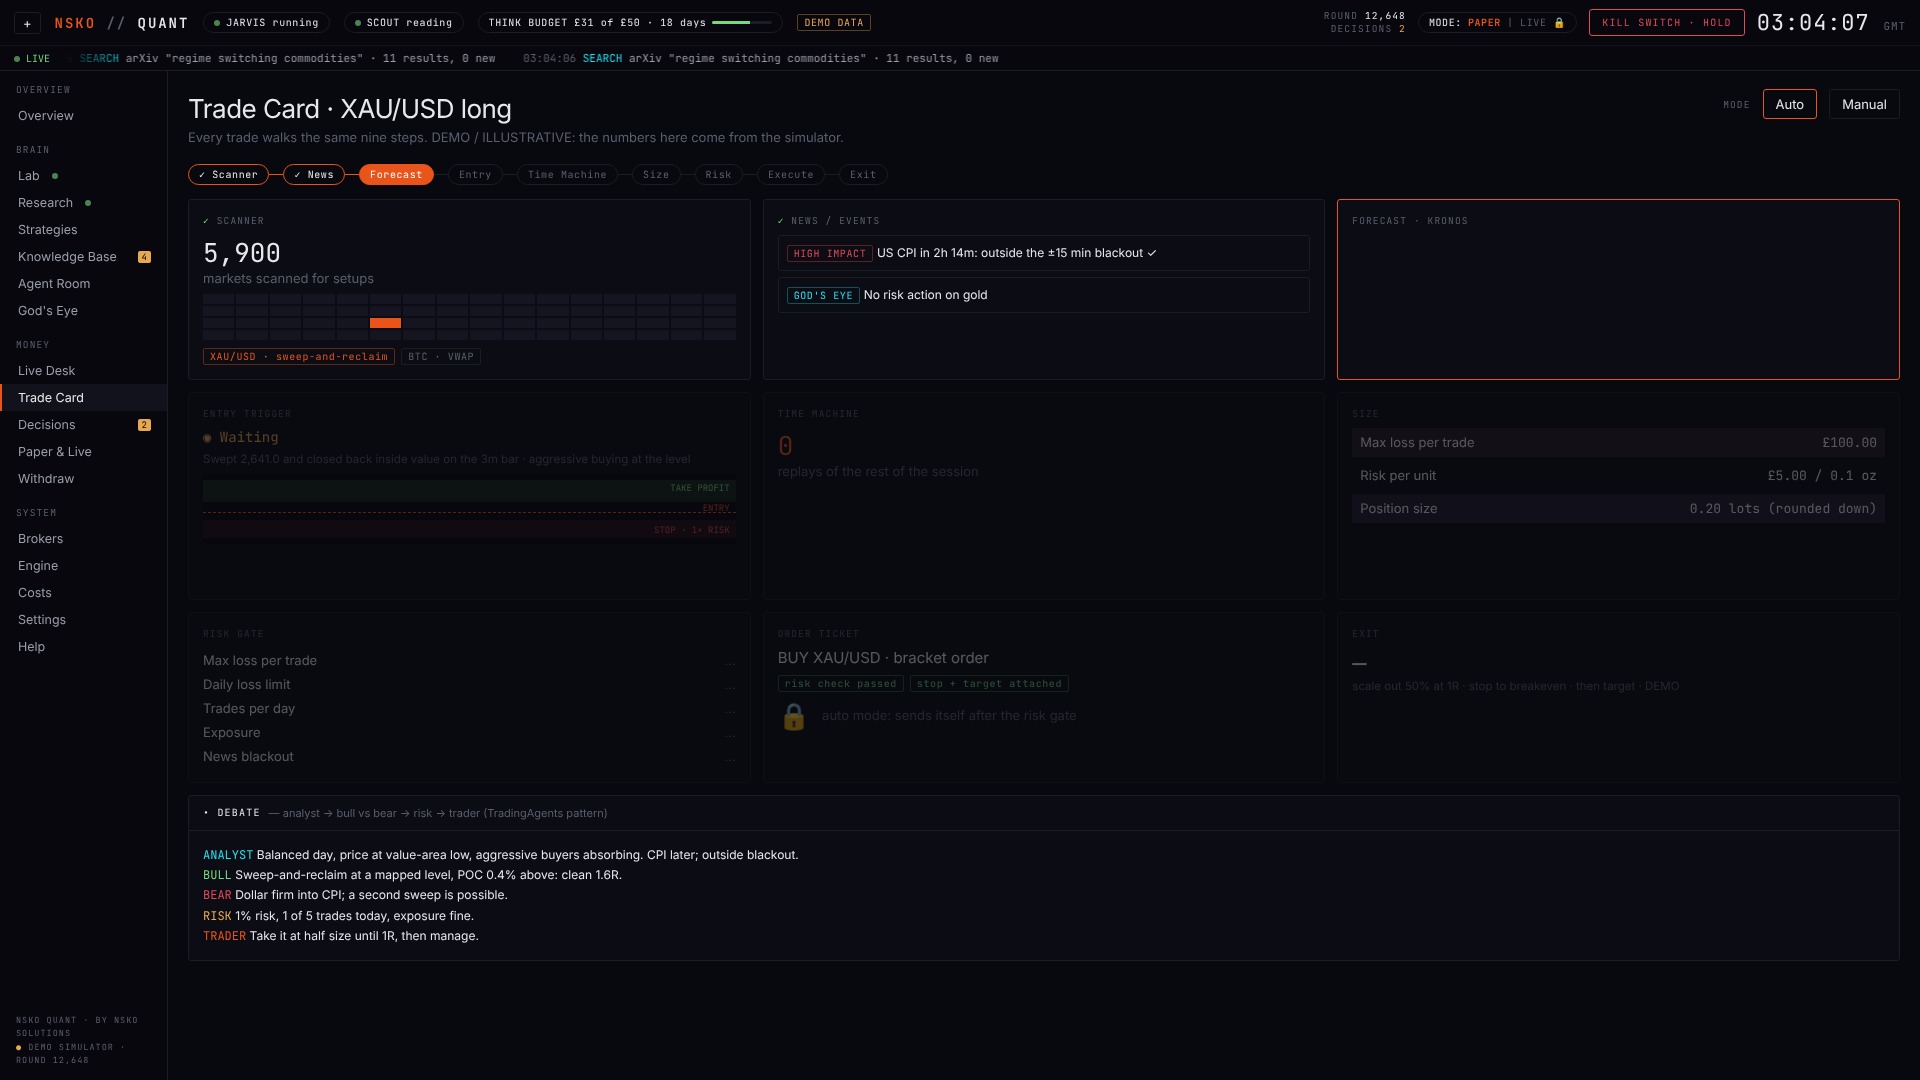 + NSKO // QUANT JARVIS running SCOUT reading THINK BUDGET £31 of £50 · 18 days DEMO DATA ROUND 12,648 DECISIONS 2 MODE: PAPER | LIVE KILL SWITCH · HOLD 03:04:07 GMT
LIVE SEARCH arXiv "regime switching commodities" · 11 results, 0 new 03:04:06 SEARCH arXiv "regime switching commodities" · 11 results, 0 new
OVERVIEW
Overview
BRAIN
Lab
Research
Strategies
Knowledge Base 4
Agent Room
God's Eye
MONEY
Live Desk
Trade Card
Decisions 2
Paper & Live
Withdraw
SYSTEM
Brokers
Engine
Costs
Settings
Help
NSKO QUANT · BY NSKO
SOLUTIONS
DEMO SIMULATOR ·
ROUND 12,648
Trade Card · XAU/USD long
MODE Auto Manual
Every trade walks the same nine steps. DEMO / ILLUSTRATIVE: the numbers here come from the simulator.
✓ Scanner ✓ News Forecast Entry Time Machine Size Risk Execute Exit
✓ SCANNER
5,900
markets scanned for setups
XAU/USD · sweep-and-reclaim BTC · VWAP
✓ NEWS / EVENTS
HIGH IMPACT US CPI in 2h 14m: outside the ±15 min blackout ✓
GOD'S EYE No risk action on gold
FORECAST · KRONOS
ENTRY TRIGGER
◉ Waiting
Swept 2,641.0 and closed back inside value on the 3m bar · aggressive buying at the level
TAKE PROFIT
ENTRY
STOP · 1× RISK
TIME MACHINE
0
replays of the rest of the session
SIZE
Max loss per trade £100.00
Risk per unit £5.00 / 0.1 oz
Position size 0.20 lots (rounded down)
RISK GATE
Max loss per trade ...
Daily loss limit ...
Trades per day ...
Exposure ...
News blackout ...
ORDER TICKET
BUY XAU/USD · bracket order
risk check passed stop + target attached
auto mode: sends itself after the risk gate
EXIT
—
scale out 50% at 1R · stop to breakeven · then target · DEMO
• DEBATE — analyst → bull vs bear → risk → trader (TradingAgents pattern)
ANALYST Balanced day, price at value-area low, aggressive buyers absorbing. CPI later; outside blackout.
BULL Sweep-and-reclaim at a mapped level, POC 0.4% above: clean 1.6R.
BEAR Dollar firm into CPI; a second sweep is possible.
RISK 1% risk, 1 of 5 trades today, exposure fine.
TRADER Take it at half size until 1R, then manage.